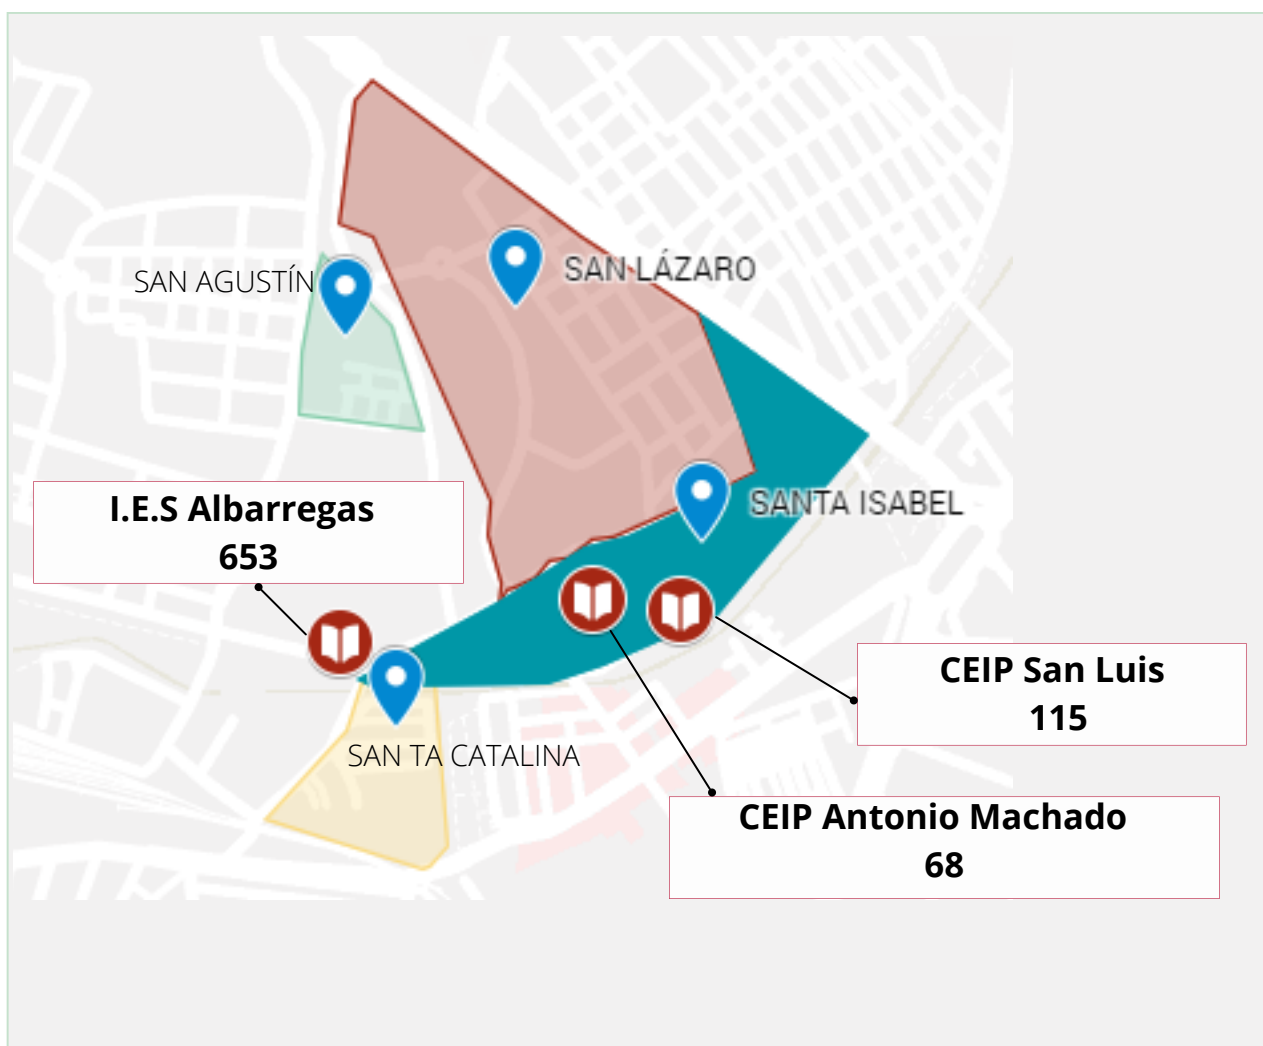 SAN LÁZARO
SAN AGUSTÍN
I.E.S Albarregas
653
SANTA ISABEL
CEIP San Luis
115
SAN TA CATALINA
CEIP Antonio Machado
68